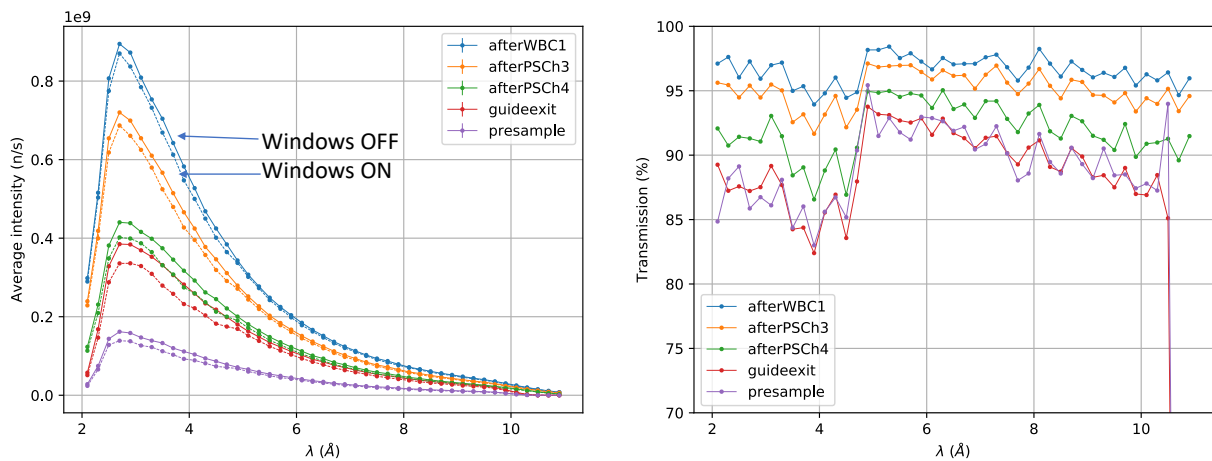 1e9
Average intensity (n/s)
0.8
0.6
0.4
0.2
0.0
2
4
6
8
10
λ (Å)
afterWBC1
afterPSCh3
afterPSCh4
guideexit
presample
Windows OFF
Windows ON
Transmission (%)
100
95
90
85
80
75
70
2
4
6
8
10
λ (Å)
afterWBC1
afterPSCh3
afterPSCh4
guideexit
presample